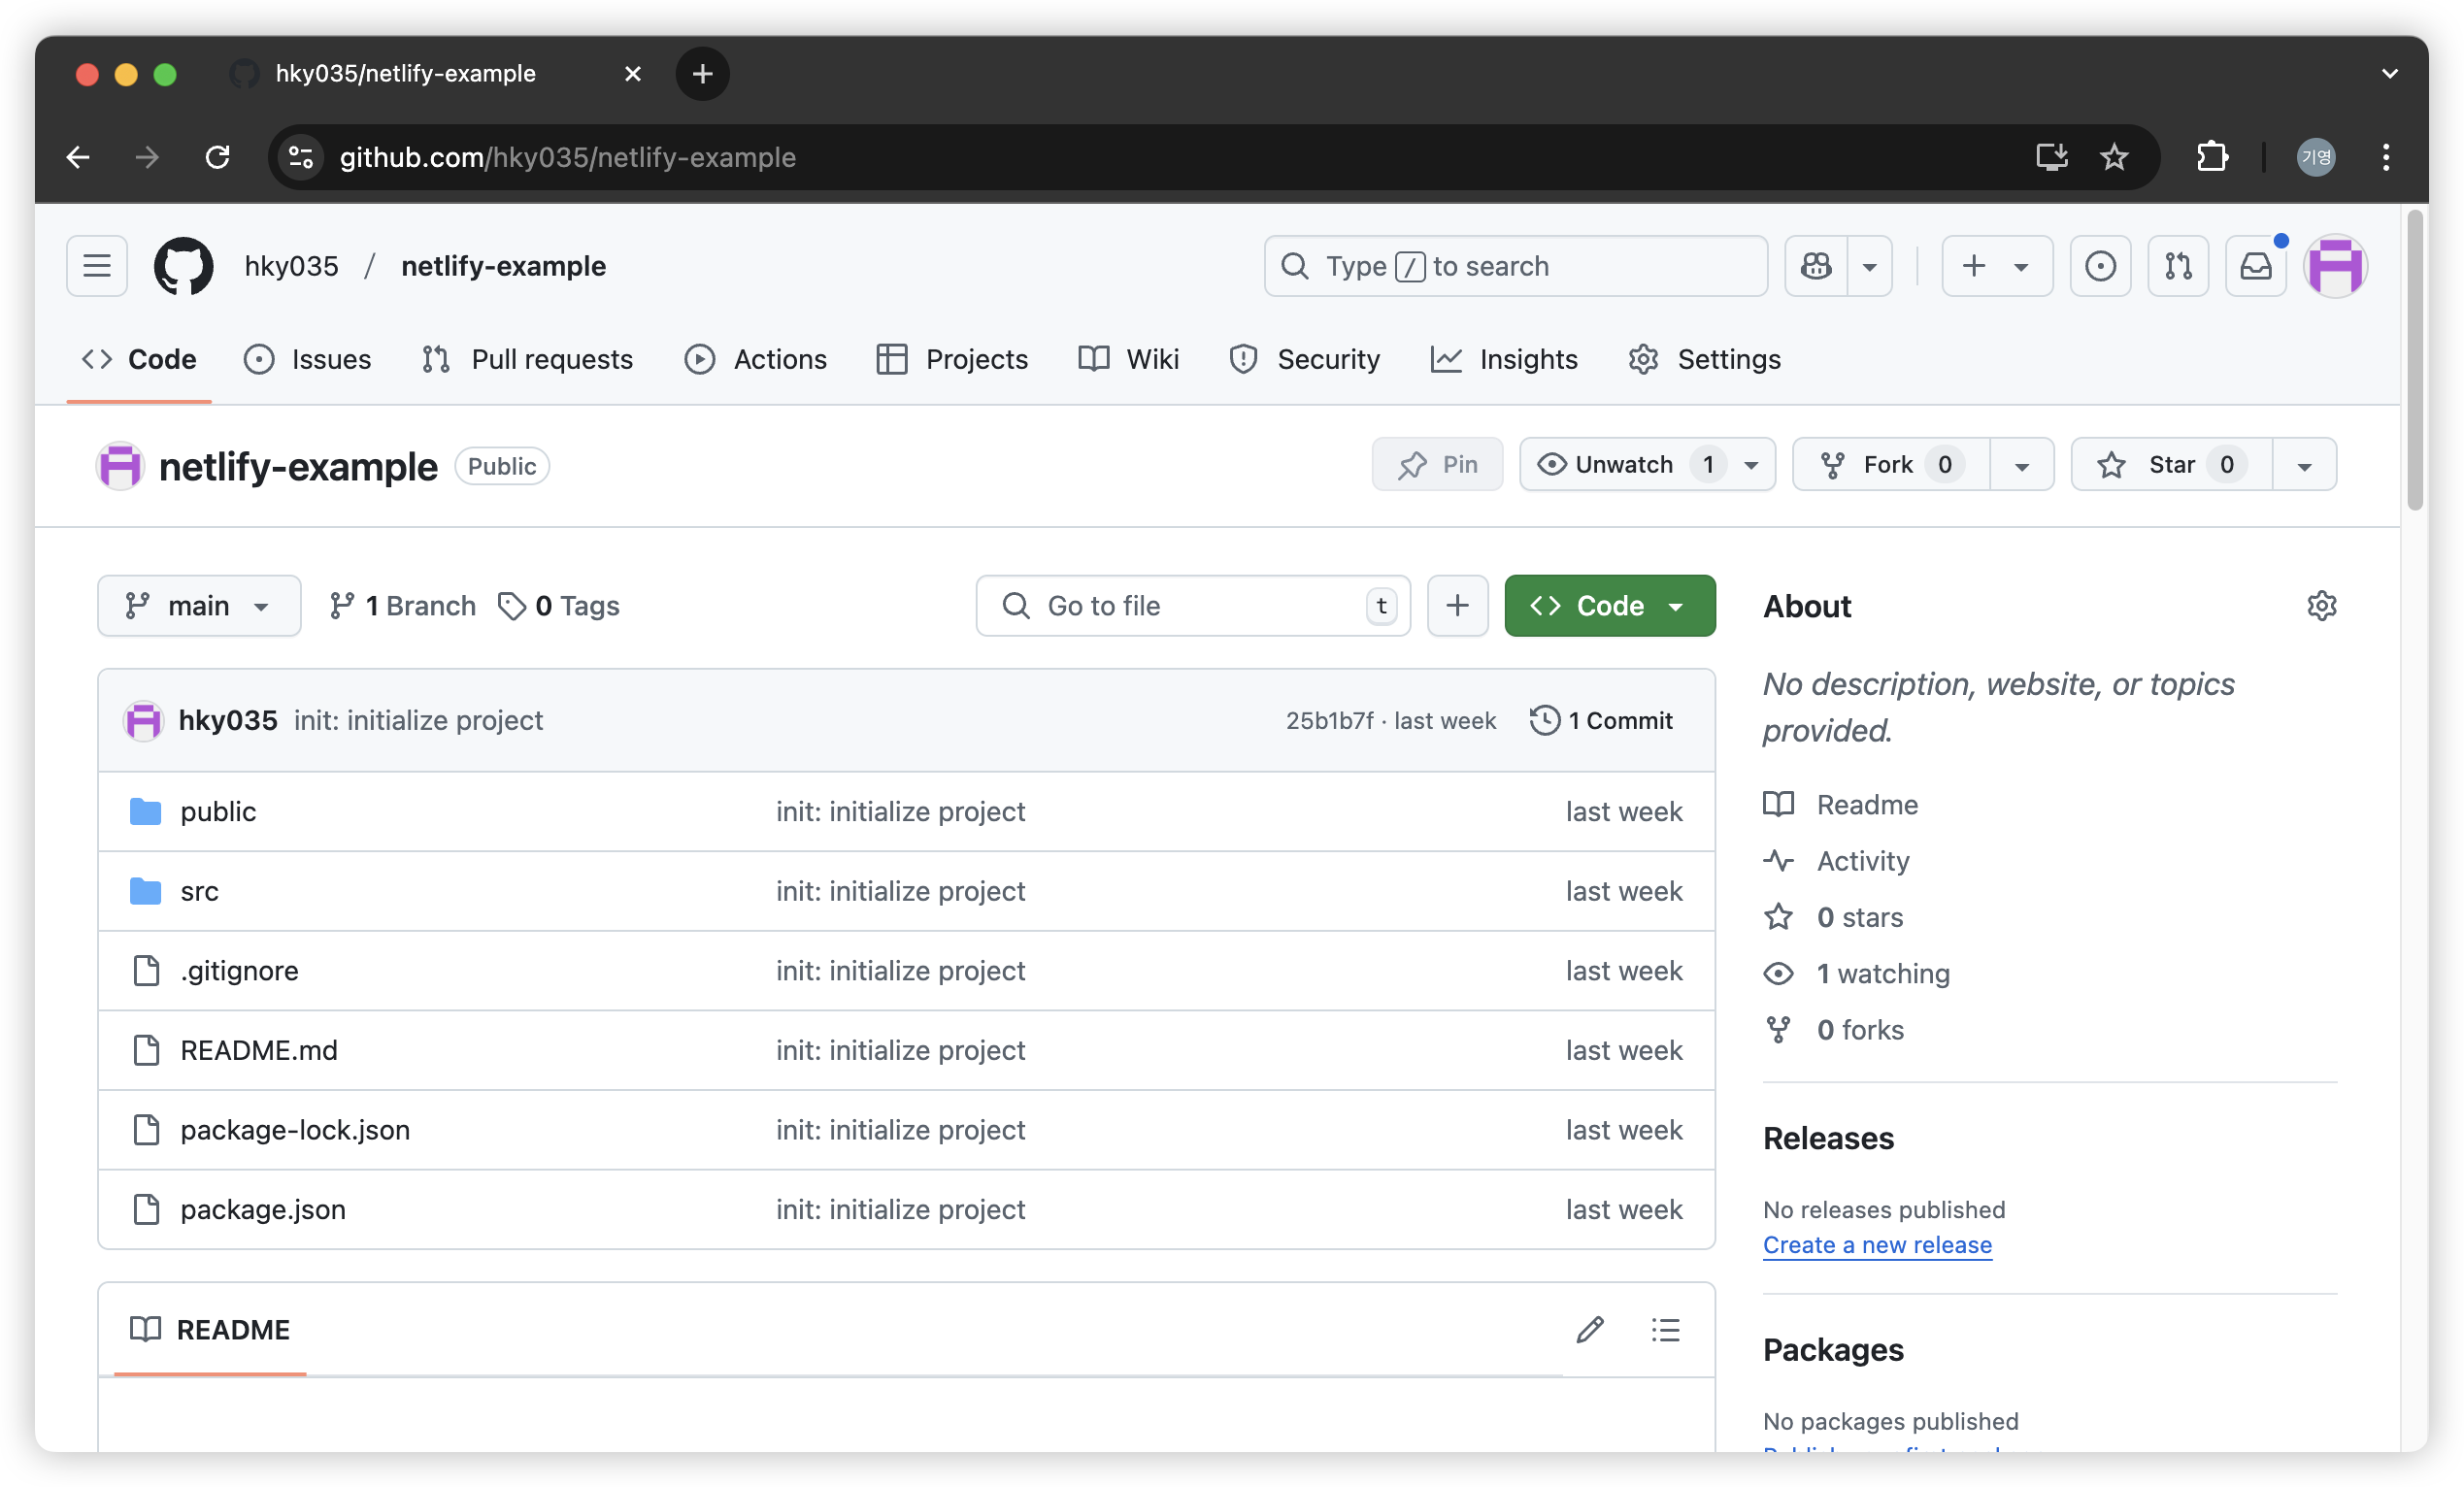 hky035/netlify-example
github.com/hky035/netlify-example
기영
hky035 / netlify-example
Type / to search
Code Issues Pull requests Actions Projects Wiki Security Insights Settings
netlify-example Public
Pin Unwatch 1 Fork 0 Star 0
main 1 Branch 0 Tags
Go to file t
Code
hky035 init: initialize project 25b1b7f · last week 1 Commit
public init: initialize project last week
src init: initialize project last week
.gitignore init: initialize project last week
README.md init: initialize project last week
package-lock.json init: initialize project last week
package.json init: initialize project last week
README
About
No description, website, or topics
provided.
Readme
Activity
0 stars
1 watching
0 forks
Releases
No releases published
Create a new release
Packages
No packages published